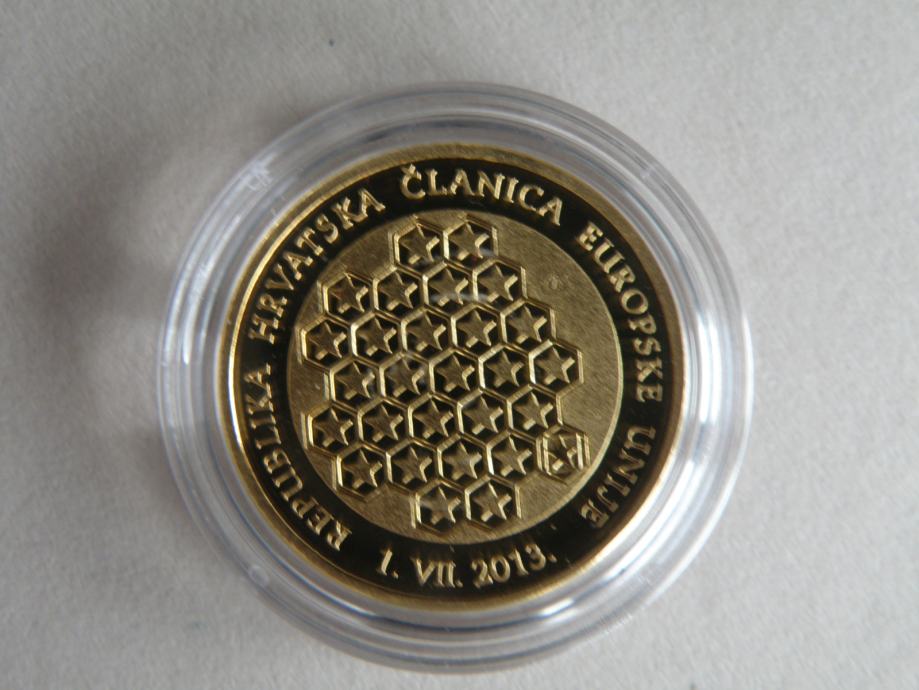 REPUBLIKA HRVATSKA ČLANICA EUROPSKE UNIJE
1. VII. 2013.